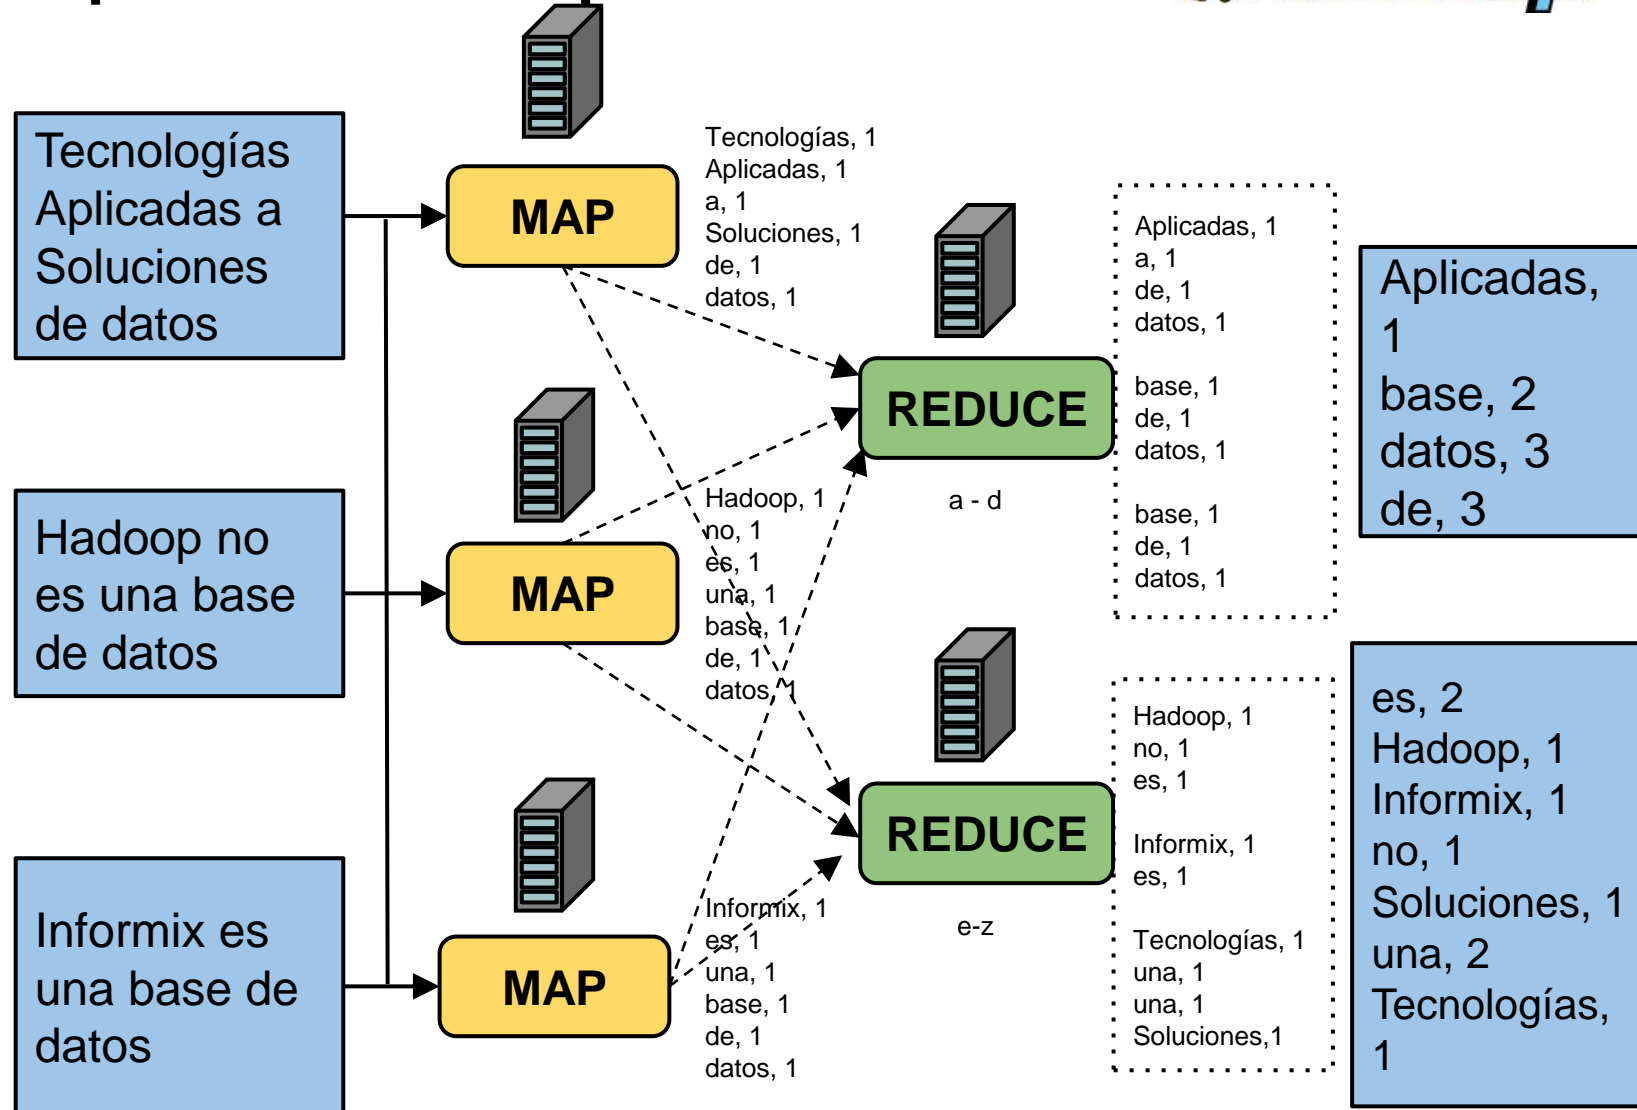 Tecnologías
Aplicadas a
Soluciones
de datos
MAP
Tecnologías, 1
Aplicadas, 1
a, 1
Soluciones, 1
de, 1
datos, 1
Hadoop no
es una base
de datos
MAP
Hadoop, 1
no, 1
es, 1
una, 1
base, 1
de, 1
datos, 1
Informix es
una base de
datos
MAP
Informix, 1
es, 1
una, 1
base, 1
de, 1
datos, 1
REDUCE
a - d
Aplicadas, 1
a, 1
de, 1
datos, 1
base, 1
de, 1
datos, 1
base, 1
de, 1
datos, 1
Aplicadas,
1
base, 2
datos, 3
de, 3
REDUCE
e-z
Hadoop, 1
no, 1
es, 1
Informix, 1
es, 1
Tecnologías, 1
una, 1
una, 1
Soluciones,1
es, 2
Hadoop, 1
Informix, 1
no, 1
Soluciones, 1
una, 2
Tecnologías,
1